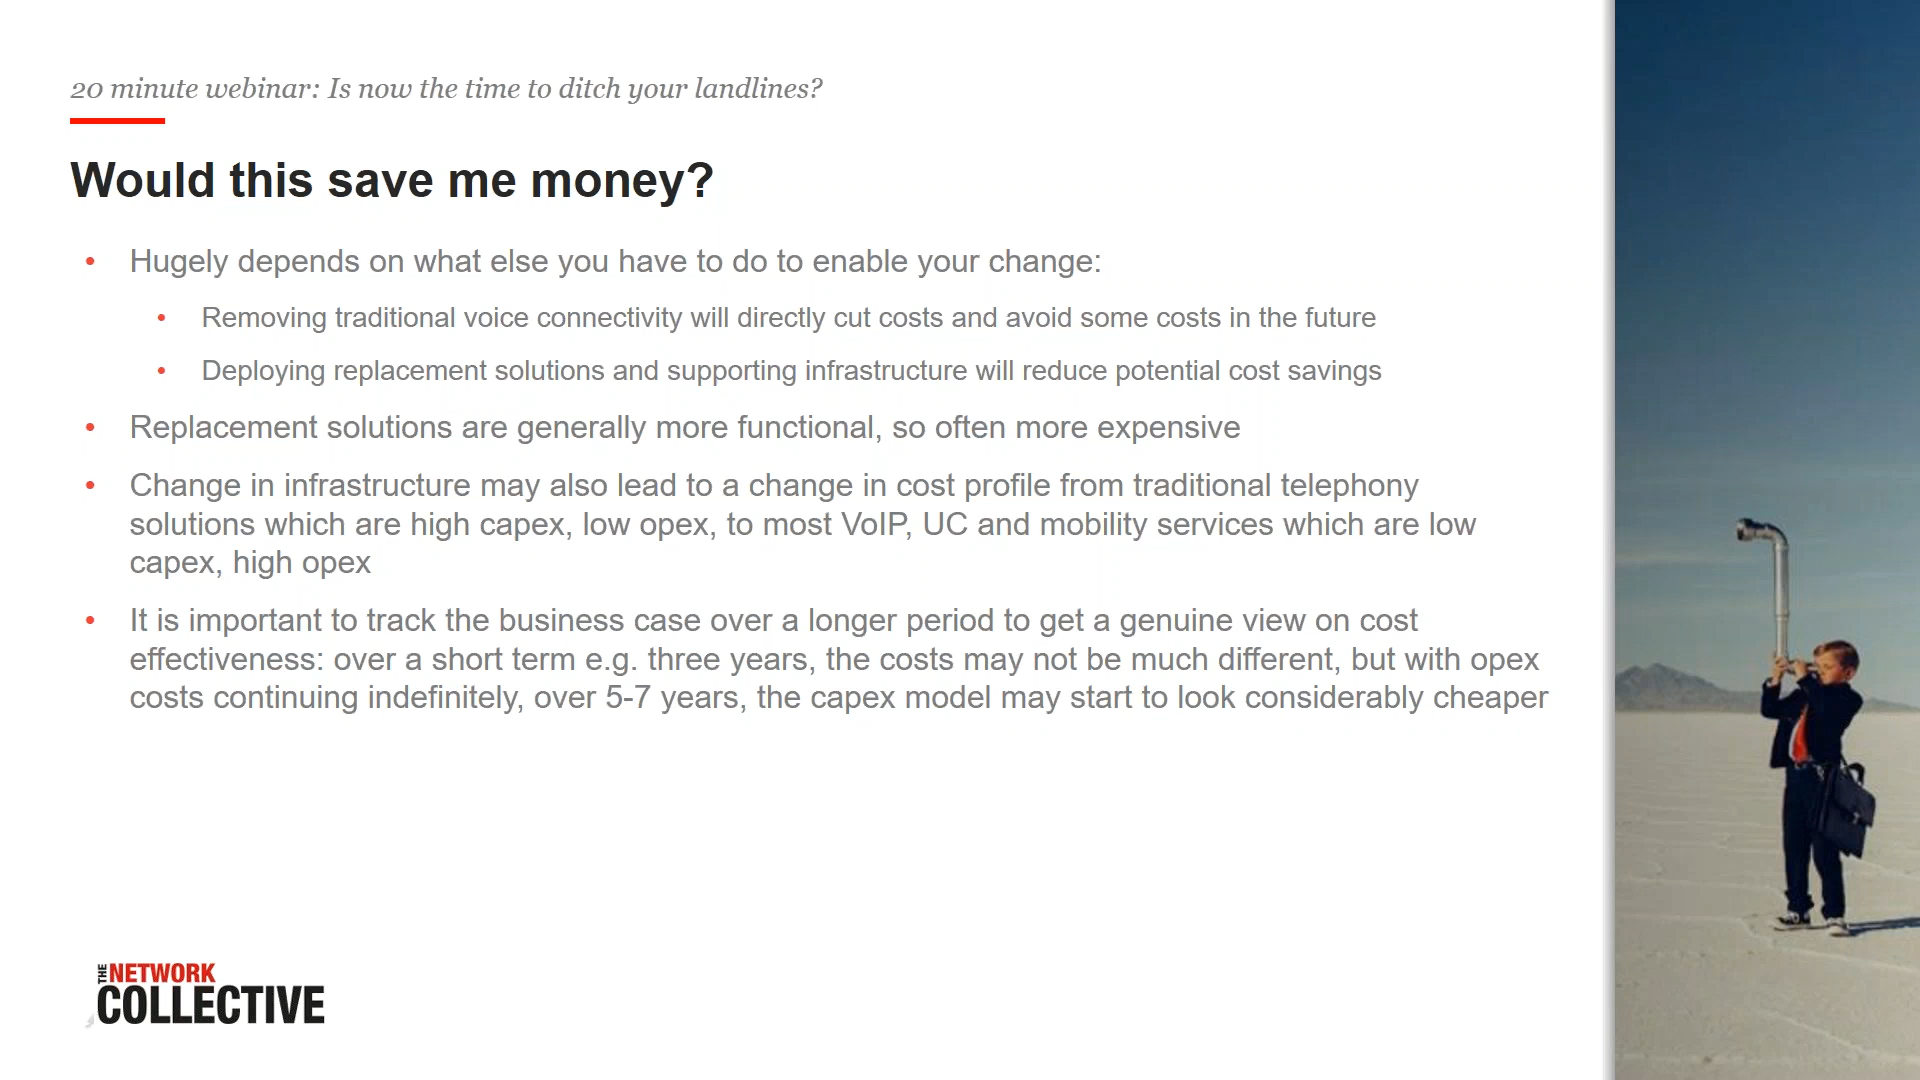 20 minute webinar: Is now the time to ditch your landlines?
Would this save me money?
• Hugely depends on what else you have to do to enable your change:
• Removing traditional voice connectivity will directly cut costs and avoid some costs in the future
• Deploying replacement solutions and supporting infrastructure will reduce potential cost savings
• Replacement solutions are generally more functional, so often more expensive
• Change in infrastructure may also lead to a change in cost profile from traditional telephony
solutions which are high capex, low opex, to most VoIP, UC and mobility services which are low
capex, high opex
• It is important to track the business case over a longer period to get a genuine view on cost
effectiveness: over a short term e.g. three years, the costs may not be much different, but with opex
costs continuing indefinitely, over 5-7 years, the capex model may start to look considerably cheaper
THE NETWORK
COLLECTIVE